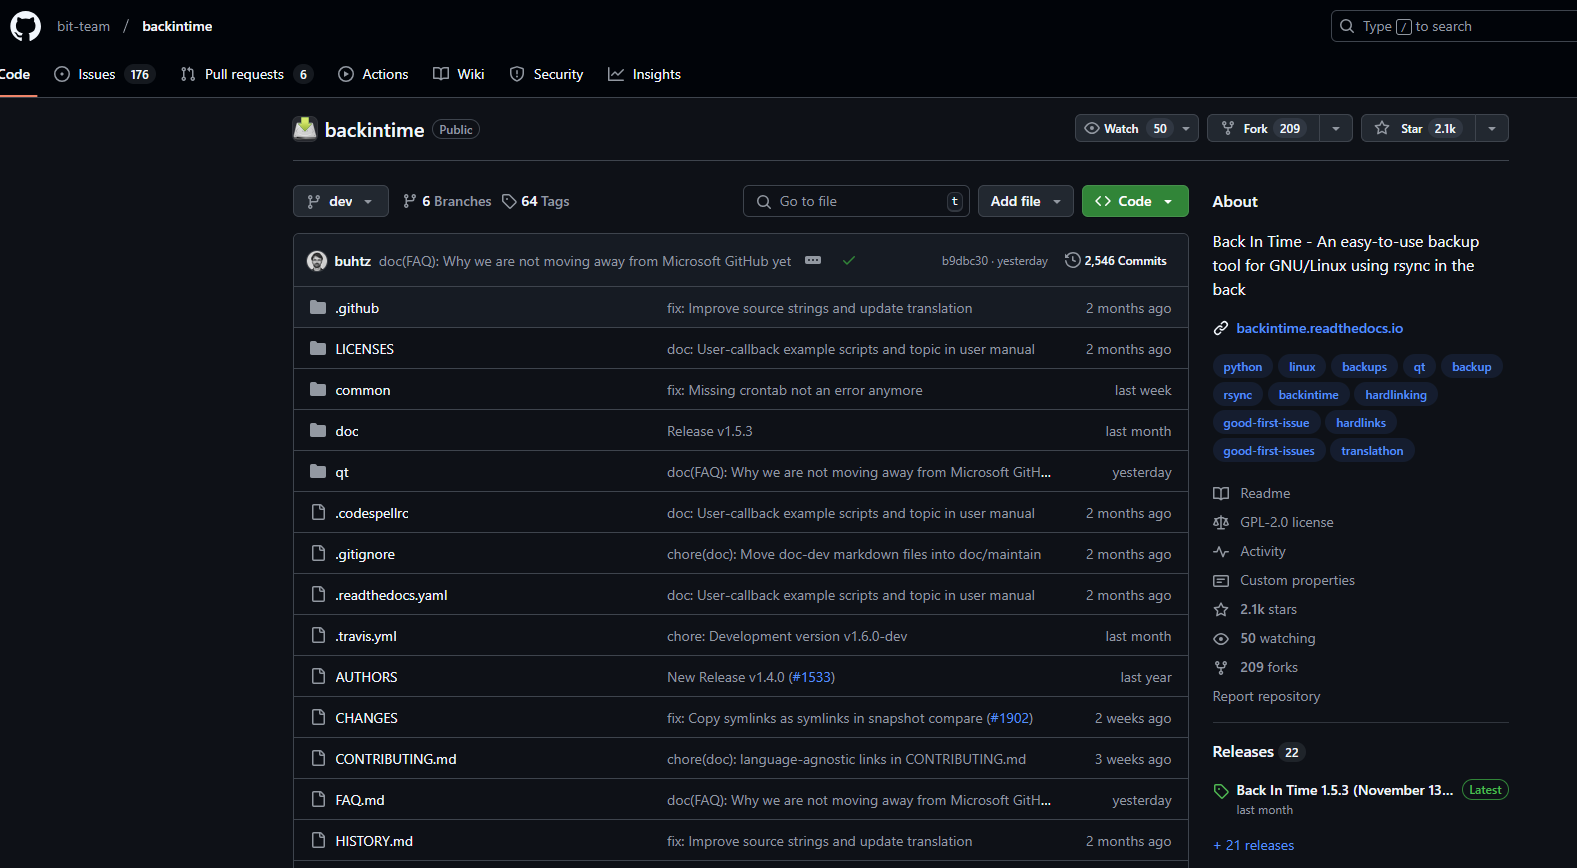 bit-team / backintime
Type / to search
Code Issues 176 Pull requests 6 Actions Wiki Security Insights
backintime Public
Watch 50 Fork 209 Star 2.1k
dev 6 Branches 64 Tags
Go to file t Add file Code
buhtz doc(FAQ): Why we are not moving away from Microsoft GitHub yet b9dbc30 · yesterday 2,546 Commits
.github fix: Improve source strings and update translation 2 months ago
LICENSES doc: User-callback example scripts and topic in user manual 2 months ago
common fix: Missing crontab not an error anymore last week
doc Release v1.5.3 last month
qt doc(FAQ): Why we are not moving away from Microsoft GitH... yesterday
.codespellrc doc: User-callback example scripts and topic in user manual 2 months ago
.gitignore chore(doc): Move doc-dev markdown files into doc/maintain 2 months ago
.readthedocs.yaml doc: User-callback example scripts and topic in user manual 2 months ago
.travis.yml chore: Development version v1.6.0-dev last month
AUTHORS New Release v1.4.0 (#1533) last year
CHANGES fix: Copy symlinks as symlinks in snapshot compare (#1902) 2 weeks ago
CONTRIBUTING.md chore(doc): language-agnostic links in CONTRIBUTING.md 3 weeks ago
FAQ.md doc(FAQ): Why we are not moving away from Microsoft GitH... yesterday
HISTORY.md fix: Improve source strings and update translation 2 months ago
About
Back In Time - An easy-to-use backup
tool for GNU/Linux using rsync in the
back
backintime.readthedocs.io
python linux backups qt backup
rsync backintime hardlinking
good-first-issue hardlinks
good-first-issues translathon
Readme
GPL-2.0 license
Activity
Custom properties
2.1k stars
50 watching
209 forks
Report repository
Releases 22
Back In Time 1.5.3 (November 13... Latest
last month
+ 21 releases